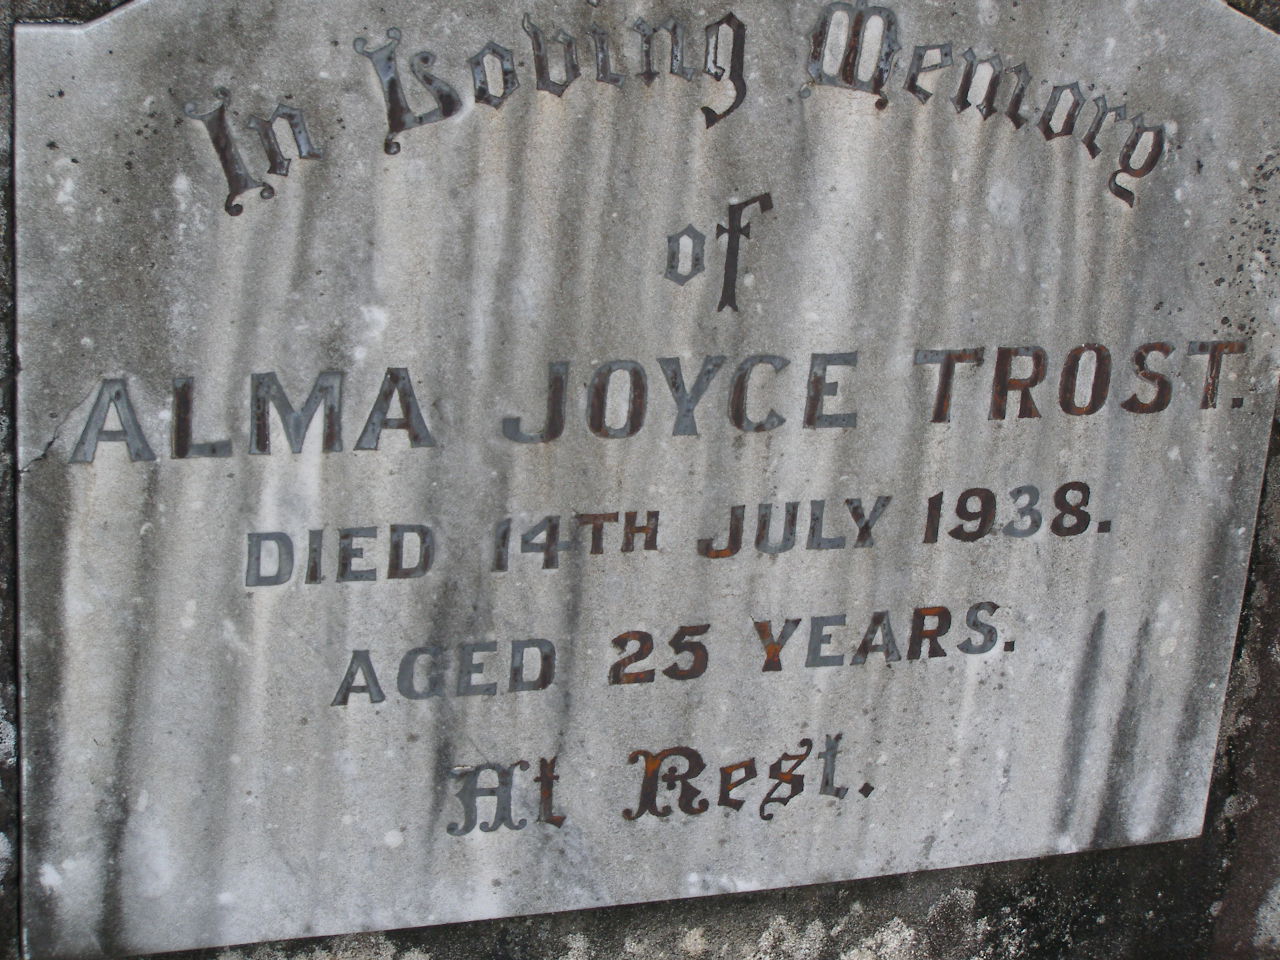 In Loving Memory
of
ALMA JOYCE TROST.
DIED 14TH JULY 1938.
AGED 25 YEARS.
At Rest.